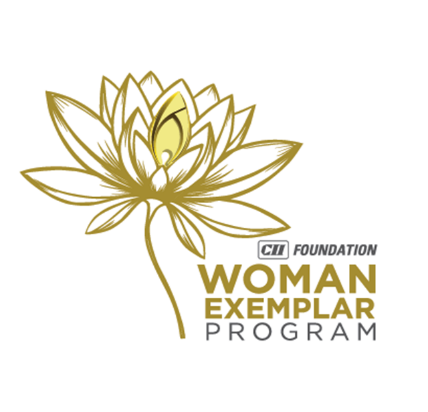 CII FOUNDATION
WOMAN
EXEMPLAR
PROGRAM